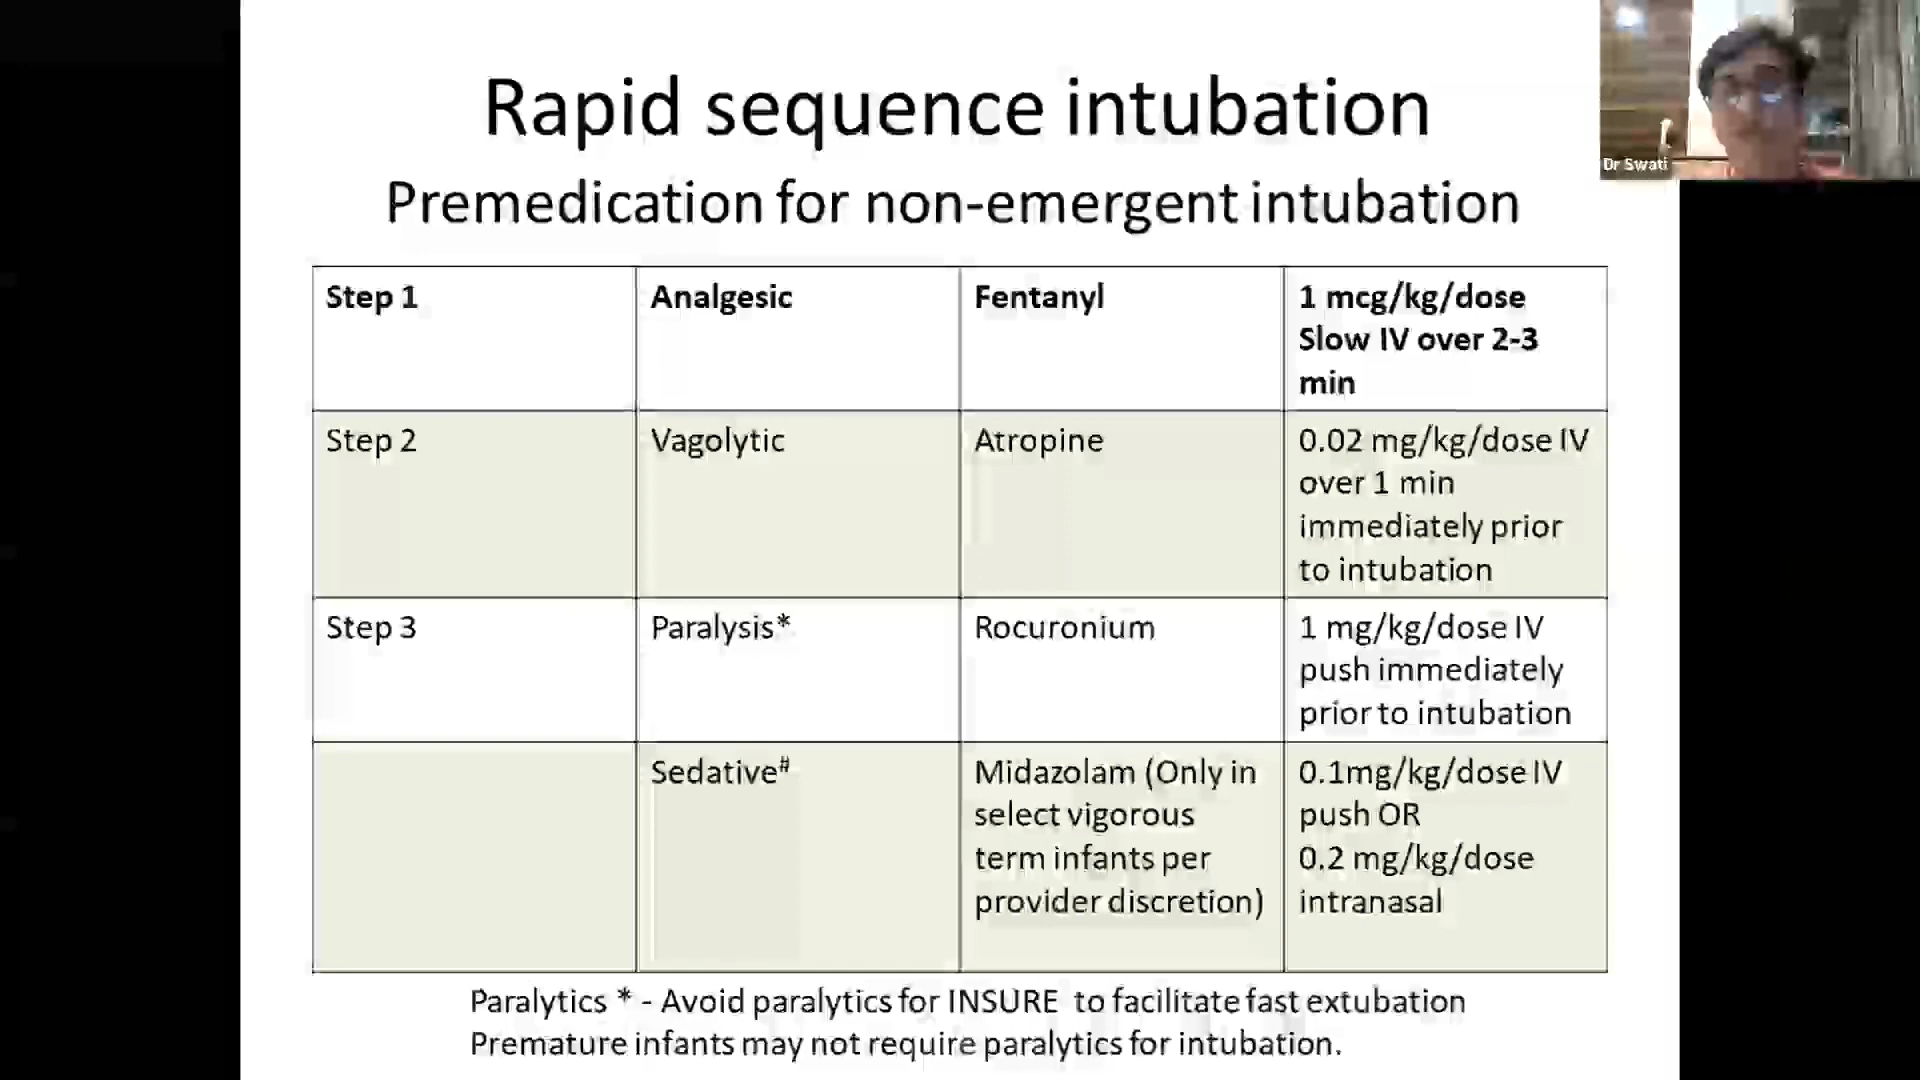 Rapid sequence intubation
Premedication for non-emergent intubation
Dr Swati
Step 1
Analgesic
Fentanyl
1 mcg/kg/dose
Slow IV over 2-3
min
Step 2
Vagolytic
Atropine
0.02 mg/kg/dose IV
over 1 min
immediately prior
to intubation
Step 3
Paralysis*
Rocuronium
1 mg/kg/dose IV
push immediately
prior to intubation
Sedative#
Midazolam (Only in
select vigorous
term infants per
provider discretion)
0.1mg/kg/dose IV
push OR
0.2 mg/kg/dose
intranasal
Paralytics * - Avoid paralytics for INSURE to facilitate fast extubation
Premature infants may not require paralytics for intubation.